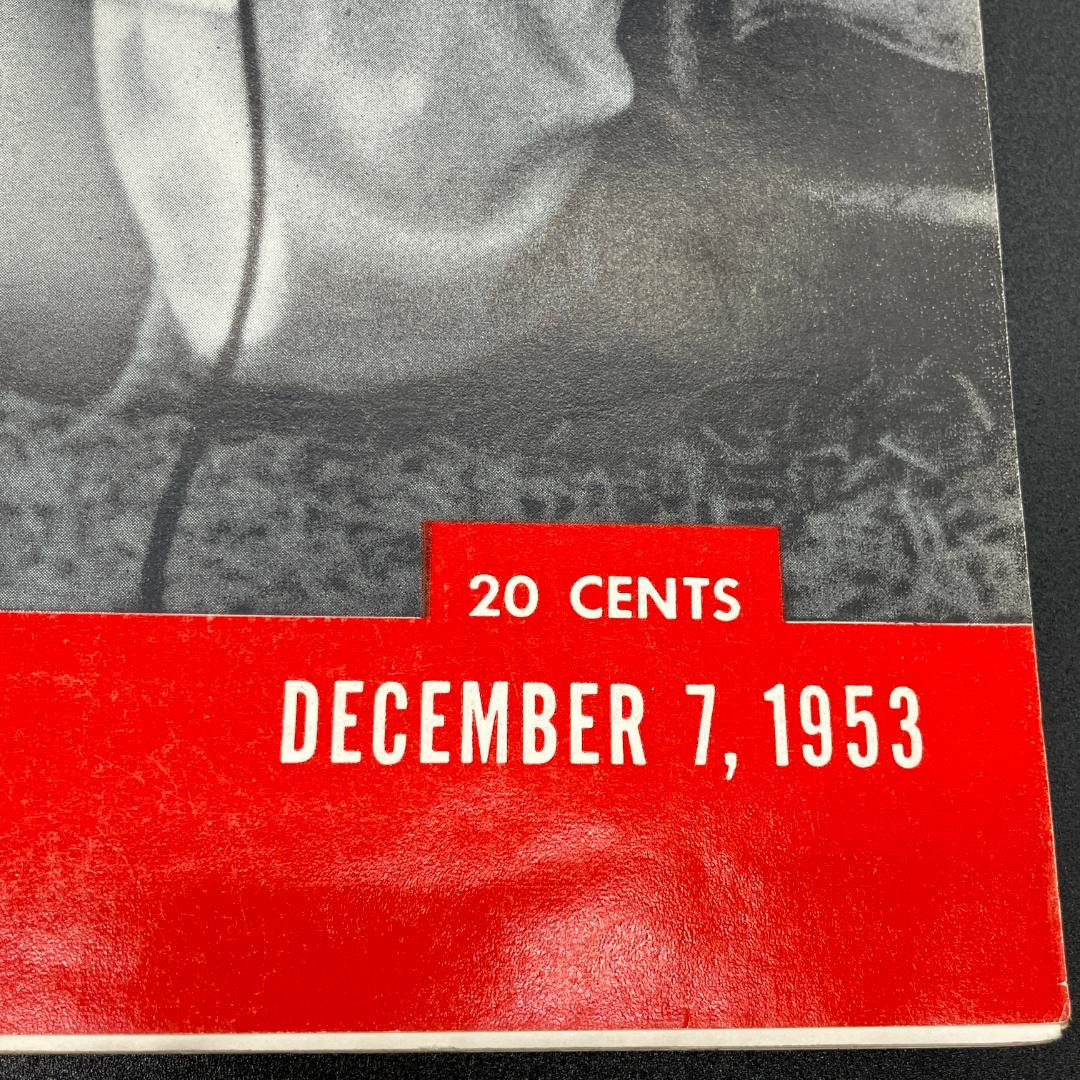 20 CENTS
DECEMBER 7, 1953